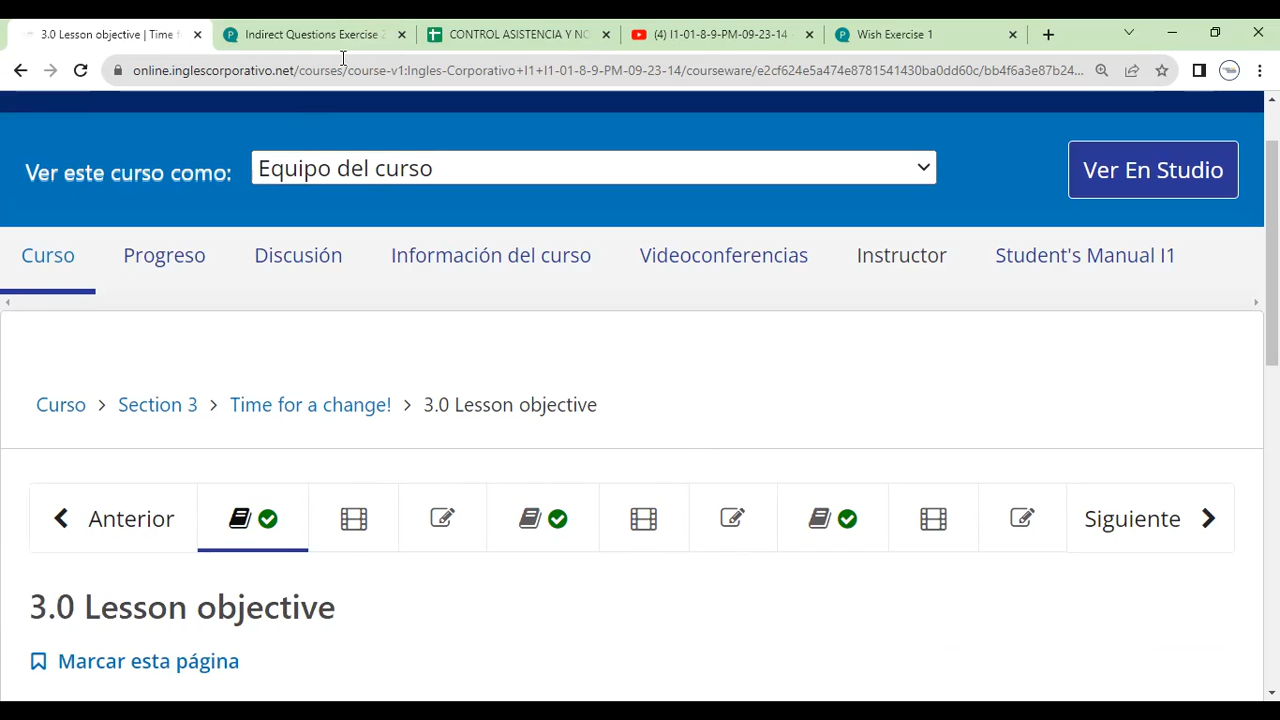 3.0 Lesson objective | Time f
Indirect Questions Exercise 2
CONTROL ASISTENCIA Y NO
(4) I1-01-8-9-PM-09-23-14
Wish Exercise 1
online.inglescorporativo.net/courses/course-v1:Ingles-Corporativo+I1+I1-01-8-9-PM-09-23-14/courseware/e2cf624e5a474e8781541430ba0dd60c/bb4f6a3e87b24...
Ver este curso como:
Equipo del curso
Ver En Studio
Curso
Progreso
Discusión
Información del curso
Videoconferencias
Instructor
Student's Manual I1
Curso > Section 3 > Time for a change! > 3.0 Lesson objective
Anterior
Siguiente
3.0 Lesson objective
Marcar esta página